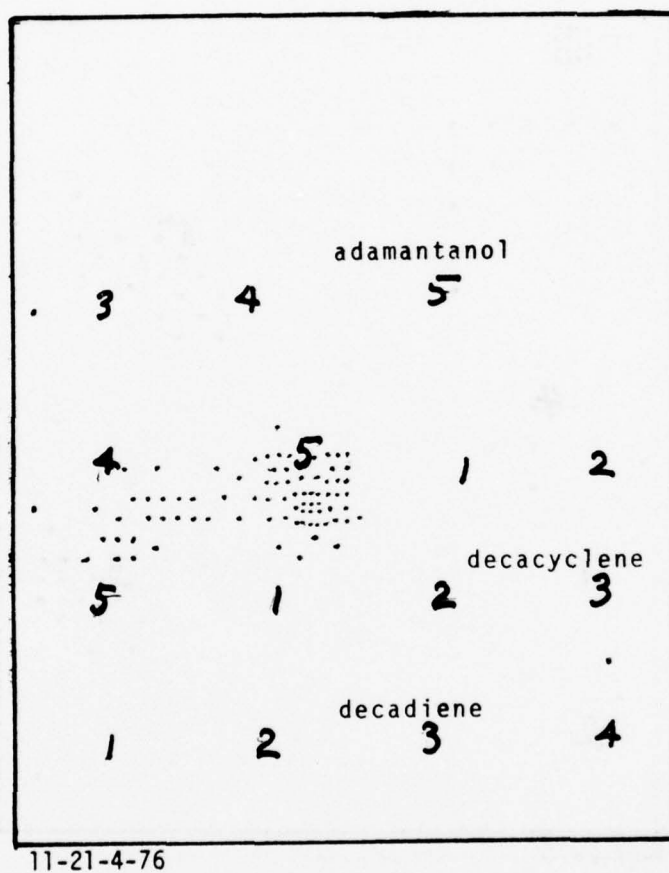 adamantanol
3 4 5
4 5 1 2
decacyclene
5 1 2 3
decadiene
1 2 3 4
11-21-4-76